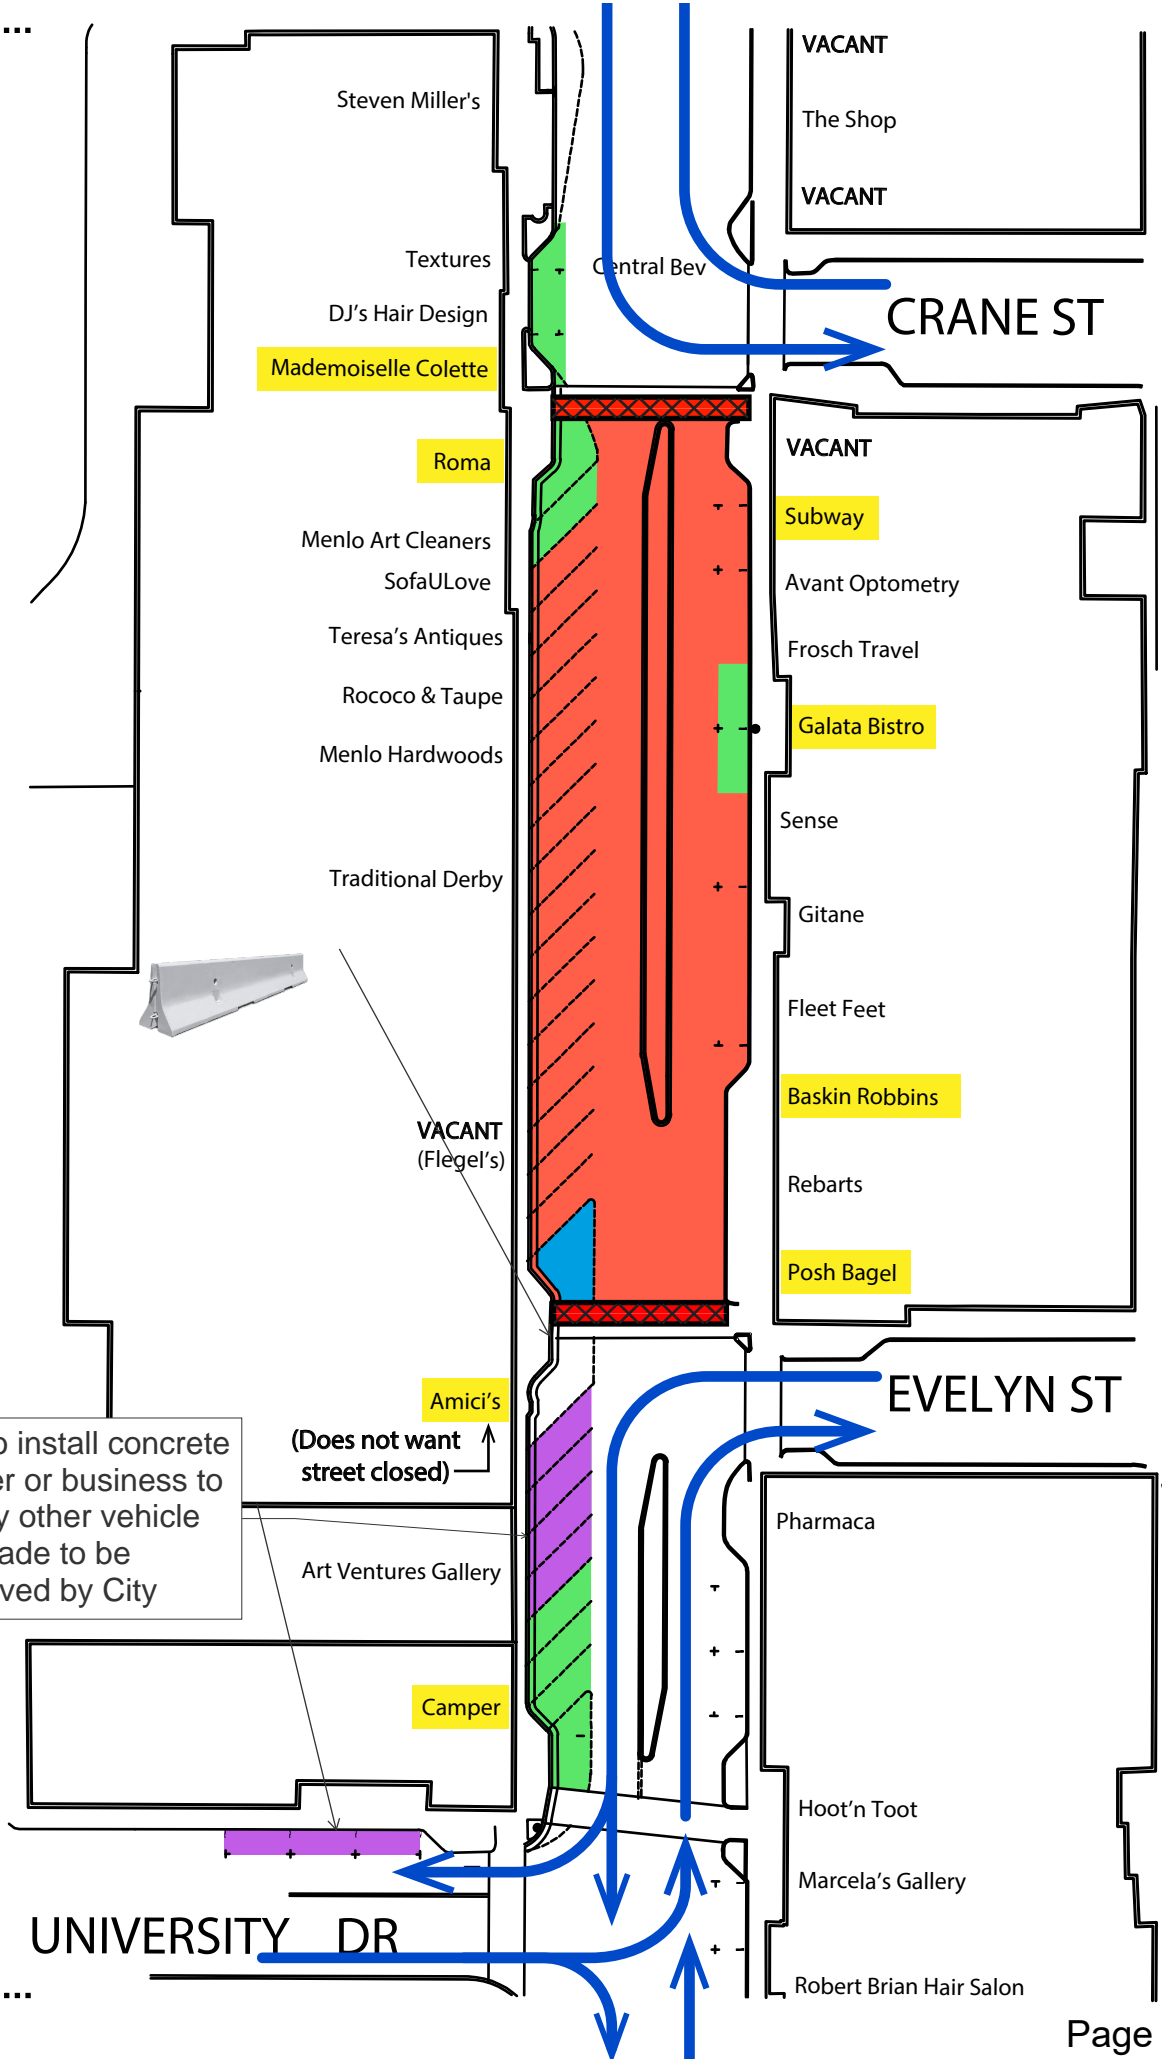 ...
VACANT
Steven Miller's
The Shop
VACANT
Textures
Central Bev
DJ's Hair Design
CRANE ST
Mademoiselle Colette
VACANT
Roma
Subway
Menlo Art Cleaners
SofaULove
Avant Optometry
Teresa's Antiques
Frosch Travel
Rococo & Taupe
Galata Bistro
Menlo Hardwoods
Sense
Traditional Derby
Gitane
Fleet Feet
Baskin Robbins
VACANT
(Flegel's)
Rebarts
Posh Bagel
Amici's
EVELYN ST
(Does not want
street closed)
install concrete
er or business to
y other vehicle
ade to be
ved by City
Pharmaca
Art Ventures Gallery
Camper
Hoot'n Toot
Marcela's Gallery
UNIVERSITY DR
Robert Brian Hair Salon
...
Page